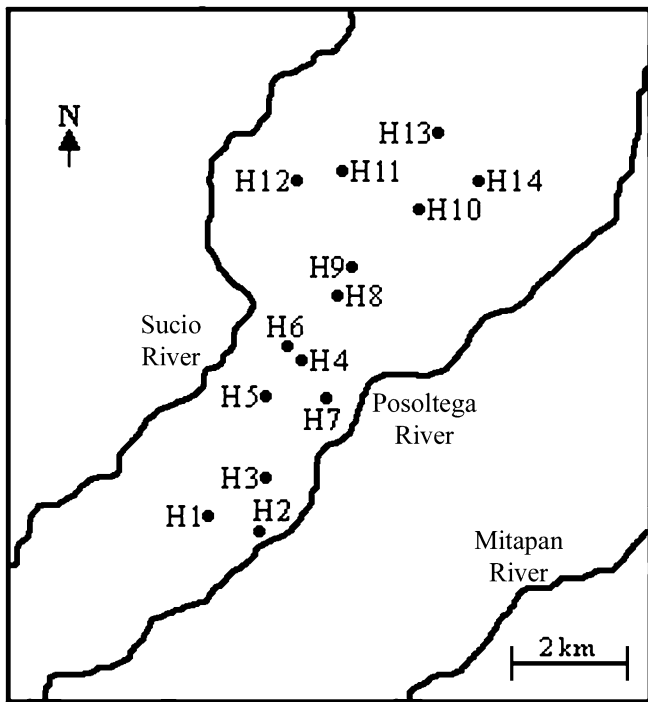 N
H13
H11
H12
H14
H10
H9
H8
Sucio
River
H6
H4
H5
H7
Posoltega
River
H3
H1
H2
Mitapan
River
2 km